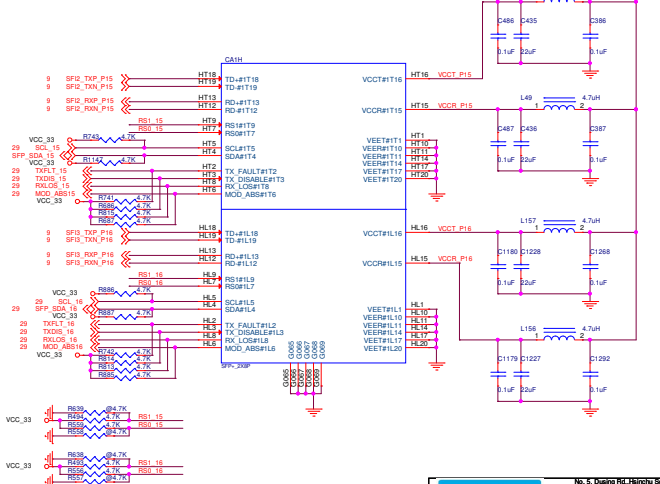 C486 C435 C386
0.1uF 22uF 0.1uF
CA1H
9 SFI2_TXP_P15 HT18 TD+#1T18
9 SFI2_TXN_P15 HT19 TD-#1T19
HT16 VCCT_P15
VCCT#1T16
9 SFI2_RXP_P15 HT13 RD+#1T13
9 SFI2_RXN_P15 HT12 RD-#1T12
VCCR#1T15 HT15 VCCR_P15
L49 4.7uH
1 2
RS1_15 HT9 RS1#1T9
RS0_15 HT7 RS0#1T7
C487 C436 C387
0.1uF 22uF 0.1uF
VCC_33 R743 4.7K
29 SCL_15 HT5 SCL#1T5
SFP_SDA_15 HT4 SDA#1T4
VCC_33 R1147 4.7K
VEET#1T1 HT1
VEER#1T10 HT10
VEER#1T11 HT11
VEER#1T14 HT14
VEET#1T17 HT17
VEET#1T20 HT20
29 TXFLT_15 HT2 TX_FAULT#1T2
29 TXDIS_15 HT3 TX_DISABLE#1T3
29 RXLOS_15 HT8 RX_LOS#1T8
29 MOD_ABS15 HT6 MOD_ABS#1T6
VCC_33 R741 4.7K
R686 4.7K
R815 4.7K
R687 4.7K
9 SFI3_TXP_P16 HL18 TD+#1L18
9 SFI3_TXN_P16 HL19 TD-#1L19
VCCT#1L16 HL16 VCCT_P16
L157 4.7uH
1 2
9 SFI3_RXP_P16 HL13 RD+#1L13
9 SFI3_RXN_P16 HL12 RD-#1L12
VCCR#1L15 HL15 VCCR_P16
C1180 C1228 C1268
0.1uF 22uF 0.1uF
RS1_16 HL9 RS1#1L9
RS0_16 HL7 RS0#1L7
VCC_33 R886 4.7K
29 SCL_16 HL5 SCL#1L5
29 SFP_SDA_16 HL4 SDA#1L4
VCC_33 R887 4.7K
VEET#1L1 HL1
VEER#1L10 HL10
VEER#1L11 HL11
VEER#1L14 HL14
VEET#1L17 HL17
VEET#1L20 HL20
L156 4.7uH
1 2
29 TXFLT_16 HL2 TX_FAULT#1L2
29 TXDIS_16 HL3 TX_DISABLE#1L3
29 RXLOS_16 HL8 RX_LOS#1L8
29 MOD_ABS16 HL6 MOD_ABS#1L6
VCC_33 R742 4.7K
R814 4.7K
R813 4.7K
R885 4.7K
C1179 C1227 C1292
0.1uF 22uF 0.1uF
G065 G066 G067 G068 G069
SFP+_2X8P
G065 G066 G067 G068 G069
R639 @4.7K
VCC_33 R494 4.7K RS1_15
R559 4.7K RS0_15
R558 @4.7K
R638 @4.7K
VCC_33 R493 4.7K RS1_16
R556 4.7K RS0_16
R557 @4.7K
No. 5, Dusing Rd.,Hsinchu